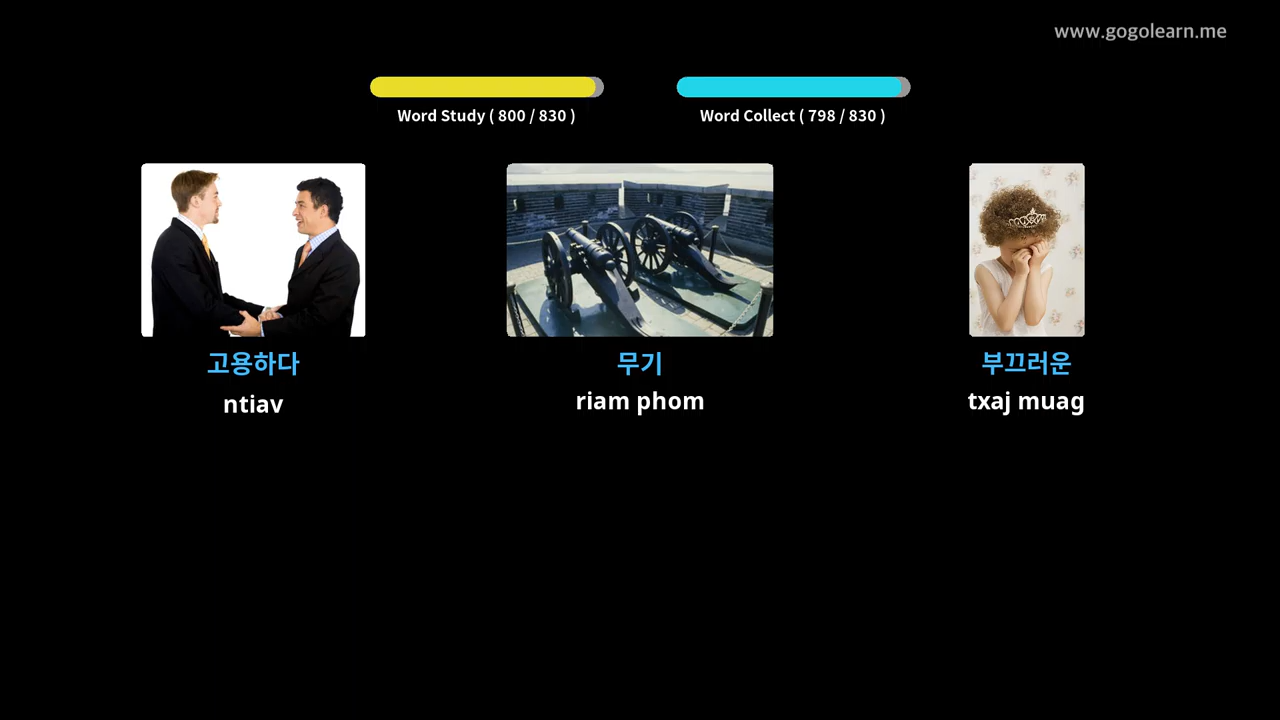 www.gogolearn.me
Word Study ( 800 / 830 )
Word Collect ( 798 / 830 )
고용하다
무기
부끄러운
ntiav
riam phom
txaj muag